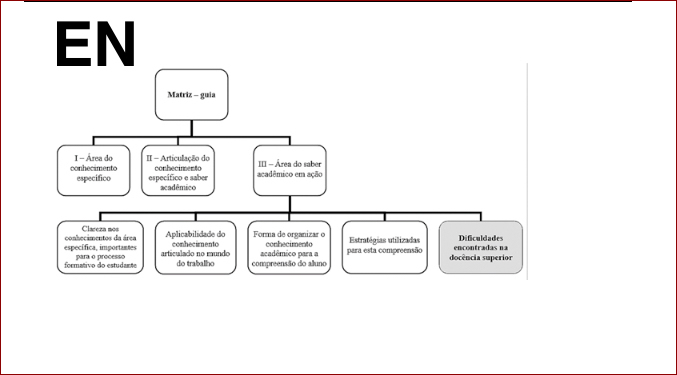 EN
Matriz – guia
I – Área do
conhecimento
específico
II – Articulação do
conhecimento
específico e saber
acadêmico
III – Área do saber
acadêmico em ação
Clareza nos
conhecimentos da área
específica, importantes
para o processo
formativo do estudante
Aplicabilidade do
conhecimento
articulado no mundo
do trabalho
Forma de organizar o
conhecimento
acadêmico para a
compreensão do aluno
Estratégias utilizadas
para esta compreensão
Dificuldades
encontradas na
docência superior